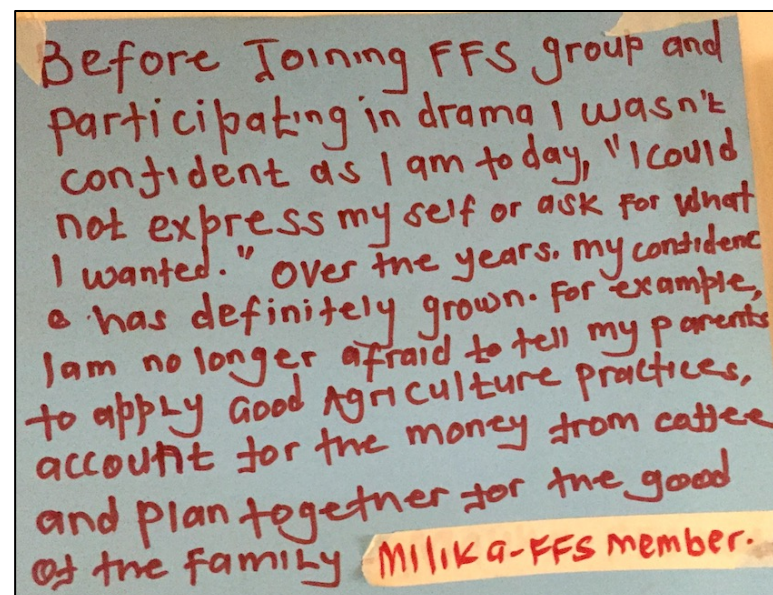 Before Joining FFS group and
participating in drama I wasn't
confident as I am today, "I could
not express my self or ask for what
I wanted." Over the years. my confidenc
e has definitely grown. For example,
I am no longer afraid to tell my parents
to apply Good Agriculture practices,
account for the money from coffee
and plan together for the good
of the family Milika-FFS member.